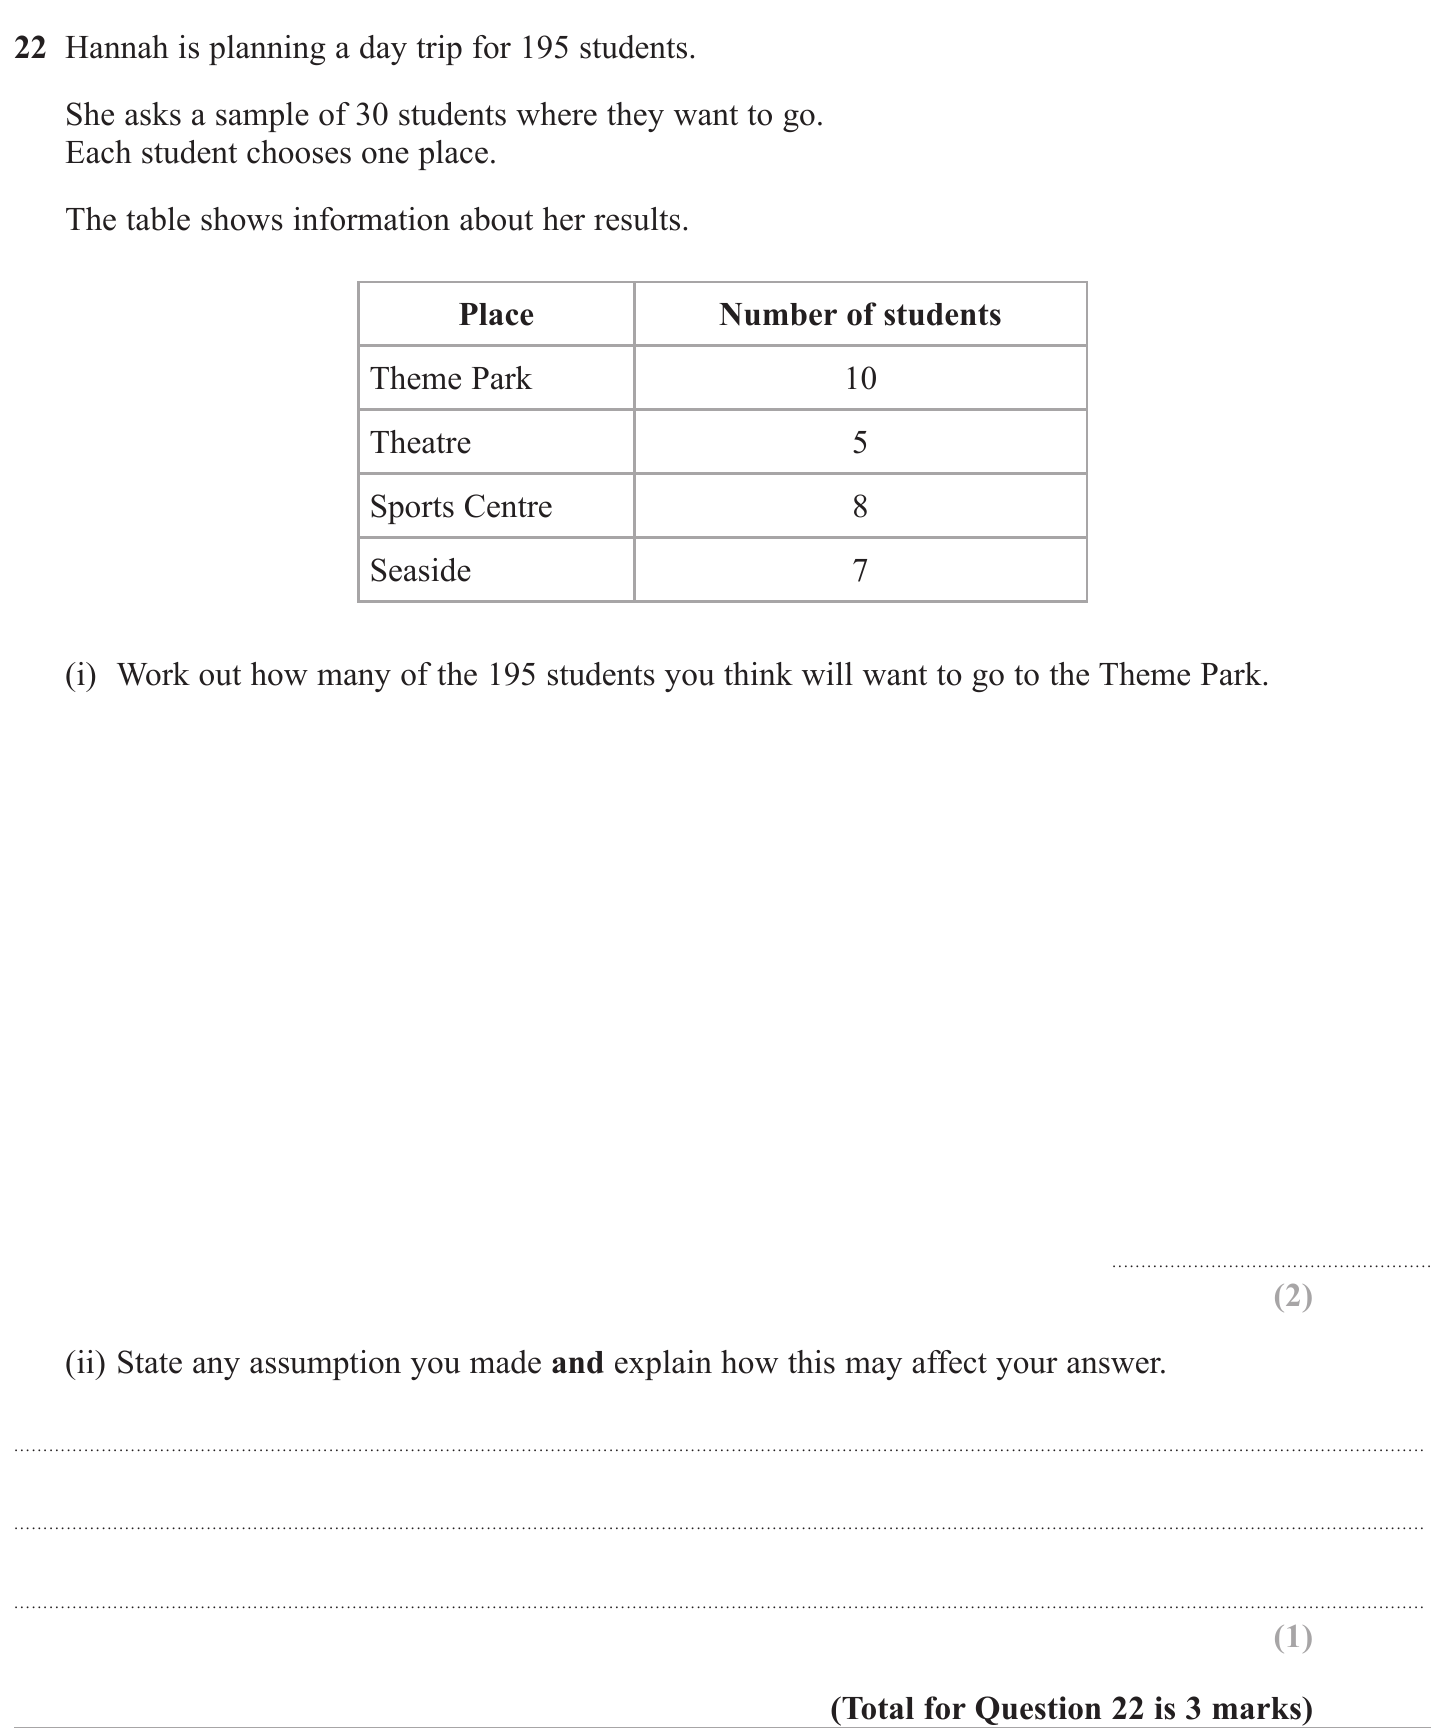 22 Hannah is planning a day trip for 195 students.
She asks a sample of 30 students where they want to go.
Each student chooses one place.
The table shows information about her results.
Place Number of students
Theme Park 10
Theatre 5
Sports Centre 8
Seaside 7
(i) Work out how many of the 195 students you think will want to go to the Theme Park.
(2)
(ii) State any assumption you made and explain how this may affect your answer.
(1)
(Total for Question 22 is 3 marks)